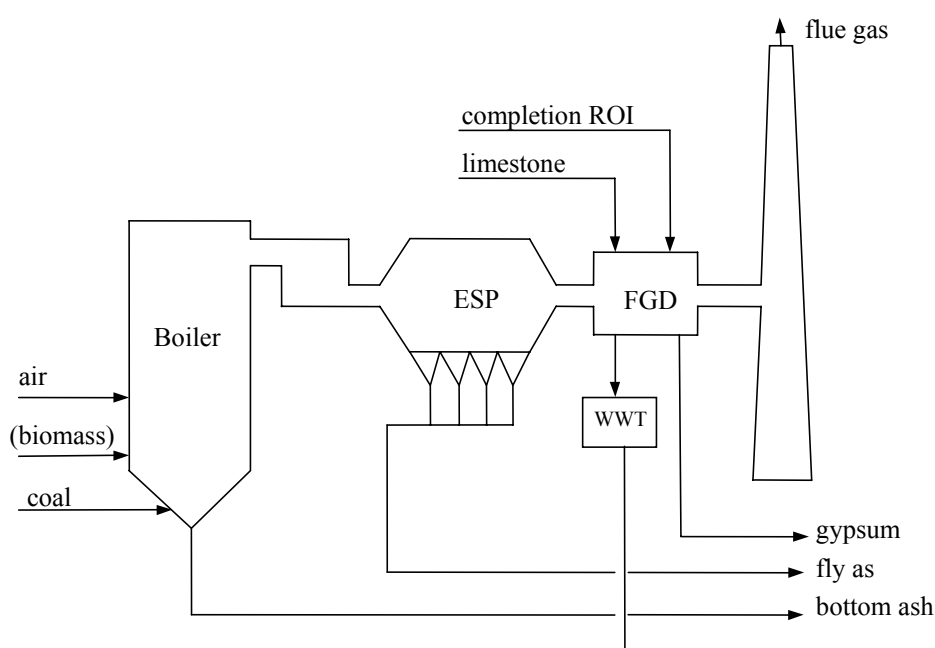 flue gas
completion ROI
limestone
ESP
FGD
Boiler
air
WWT
(biomass)
coal
gypsum
fly as
bottom ash